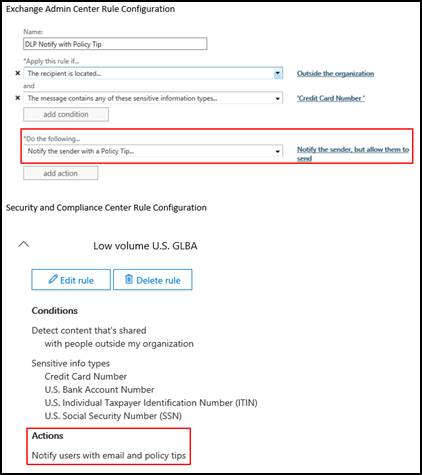 Exchange Admin Center Rule Configuration
Name:
DLP Notify with Policy Tip
*Apply this rule if...
The recipient is located... Outside the organization
and
The message contains any of these sensitive information types... 'Credit Card Number'
add condition
*Do the following...
Notify the sender with a Policy Tip... Notify the sender, but allow them to
send
add action
Security and Compliance Center Rule Configuration
Low volume U.S. GLBA
Edit rule Delete rule
Conditions
Detect content that's shared
with people outside my organization
Sensitive info types
Credit Card Number
U.S. Bank Account Number
U.S. Individual Taxpayer Identification Number (ITIN)
U.S. Social Security Number (SSN)
Actions
Notify users with email and policy tips